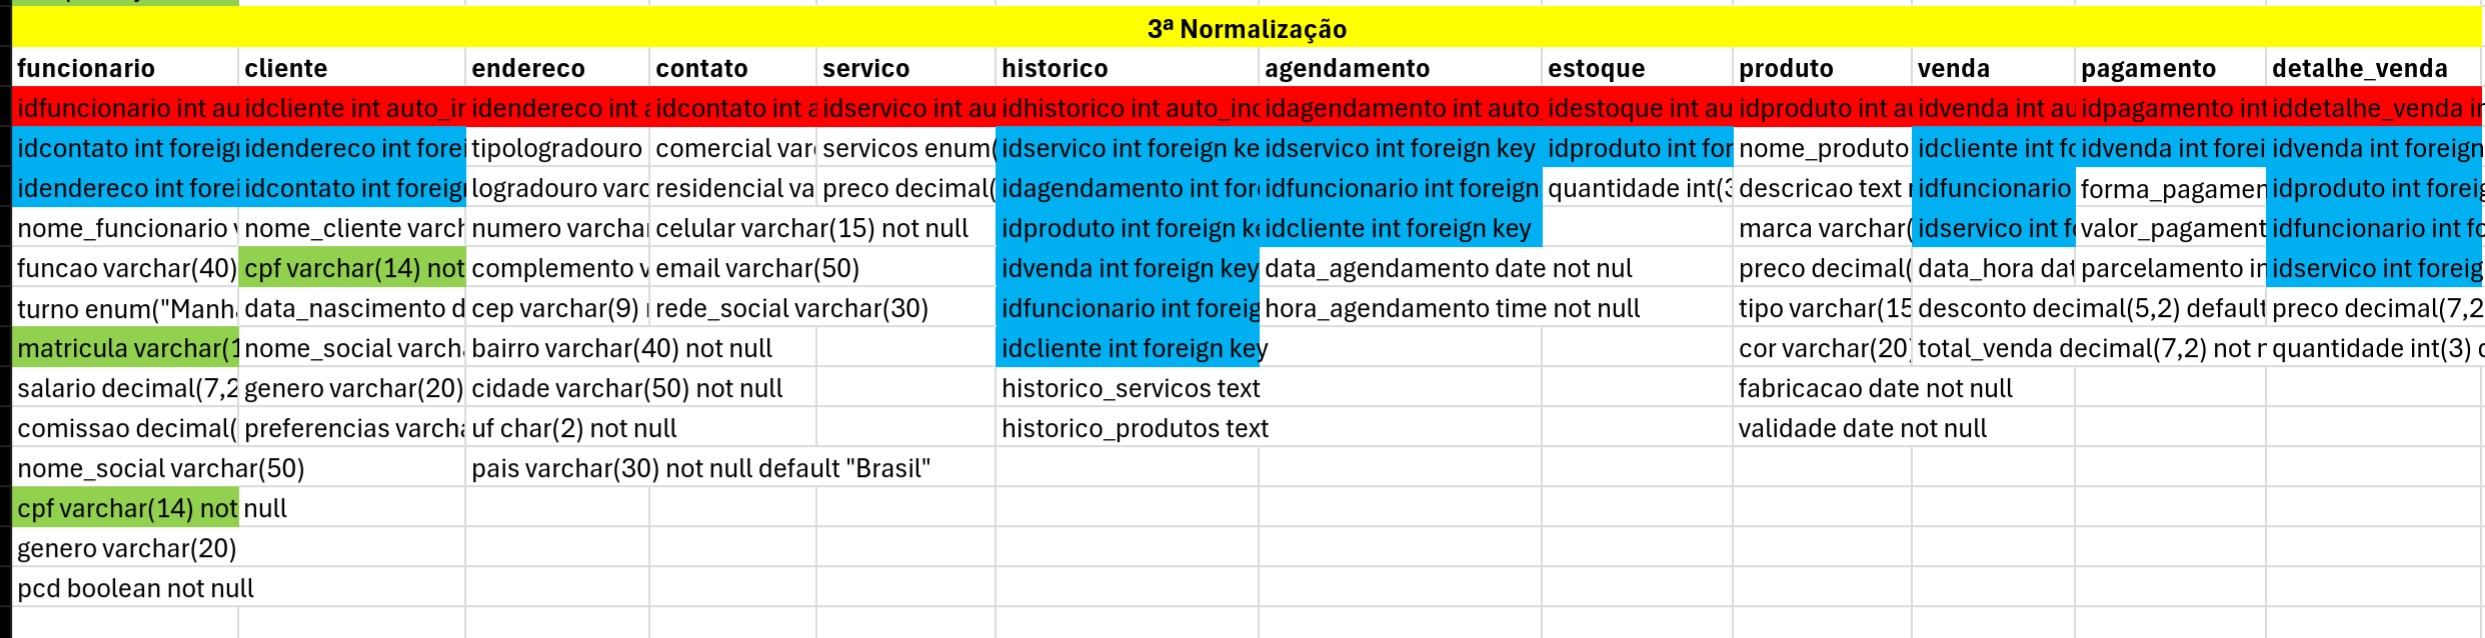 3ª Normalização
funcionario cliente endereco contato servico historico agendamento estoque produto venda pagamento detalhe_venda
idfuncionario int au idcliente int auto_in idendereco int a idcontato int a idservico int au idhistorico int auto_inc idagendamento int auto_ idestoque int au idproduto int au idvenda int au idpagamento int iddetalhe_venda in
idcontato int foreign idendereco int forei tipologradouro comercial varc servicos enum( idservico int foreign ke idservico int foreign key idproduto int for nome_produto idcliente int fo idvenda int forei idvenda int foreign
idendereco int forei idcontato int foreign logradouro varc residencial va preco decimal( idagendamento int for idfuncionario int foreign quantidade int(3 descricao text idfuncionario forma_pagamen idproduto int foreig
nome_funcionario v nome_cliente varch numero varchar celular varchar(15) not null idproduto int foreign ke idcliente int foreign key marca varchar( idservico int fo valor_pagament idfuncionario int fo
funcao varchar(40) cpf varchar(14) not complemento v email varchar(50) idvenda int foreign key data_agendamento date not nul preco decimal( data_hora dat parcelamento in idservico int foreig
turno enum("Manh data_nascimento d cep varchar(9) rede_social varchar(30) idfuncionario int foreig hora_agendamento time not null tipo varchar(15 desconto decimal(5,2) default preco decimal(7,2
matricula varchar(1 nome_social varch bairro varchar(40) not null idcliente int foreign key cor varchar(20) total_venda decimal(7,2) not n quantidade int(3) d
salario decimal(7,2 genero varchar(20) cidade varchar(50) not null historico_servicos text fabricacao date not null
comissao decimal( preferencias varcha uf char(2) not null historico_produtos text validade date not null
nome_social varchar(50) pais varchar(30) not null default "Brasil"
cpf varchar(14) not null
genero varchar(20)
pcd boolean not null